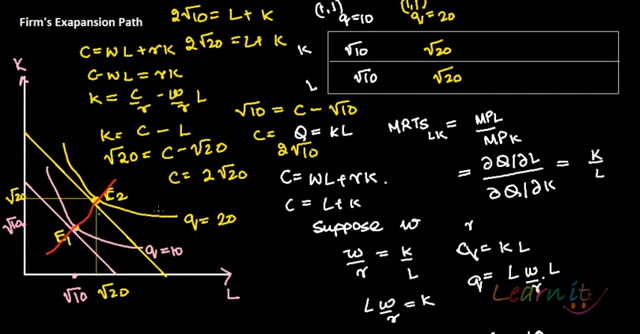 Firm's Exapansion Path
2√10 = L + K
2√20 = L + K
C = WL + rK
C - WL = rK
K = C/r - W/r L
K = C - L
√20 = C - √20
C = 2√20
√10 = C - √10
C = 2√10
(1,1) (1,1)
q = 10 q = 20
K √10 √20
L √10 √20
Q = KL
C = WL + rK.
C = L + K
Suppose W r
W/r = K/L
L W/r = K
MRTS LK = MPL/MPK
= ∂Q/∂L / ∂Q/∂K = K/L
q = KL
q = L W/r . L
K
√20
√10
E2
E1
q = 20
q = 10
√10 √20 L
Learnit